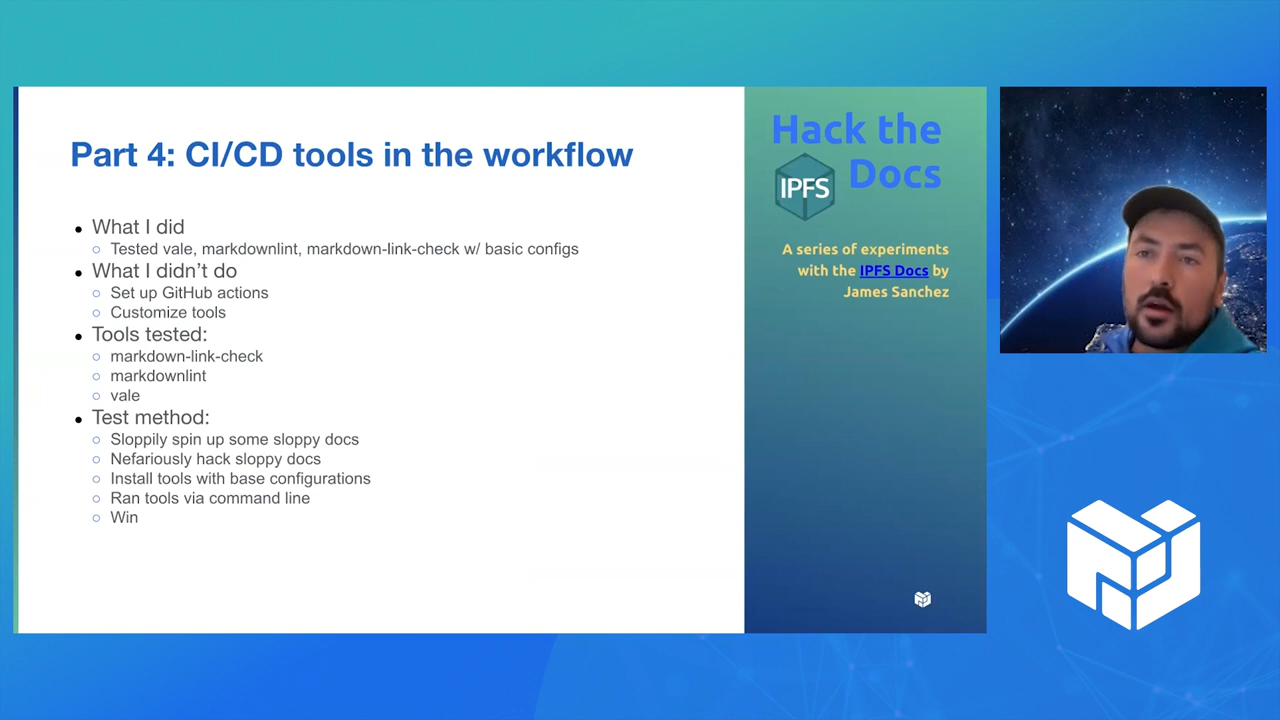 Part 4: CI/CD tools in the workflow
What I did
Tested vale, markdownlint, markdown-link-check w/ basic configs
What I didn’t do
Set up GitHub actions
Customize tools
Tools tested:
markdown-link-check
markdownlint
vale
Test method:
Sloppily spin up some sloppy docs
Nefariously hack sloppy docs
Install tools with base configurations
Ran tools via command line
Win
Hack the
IPFS Docs
A series of experiments
with the IPFS Docs by
James Sanchez